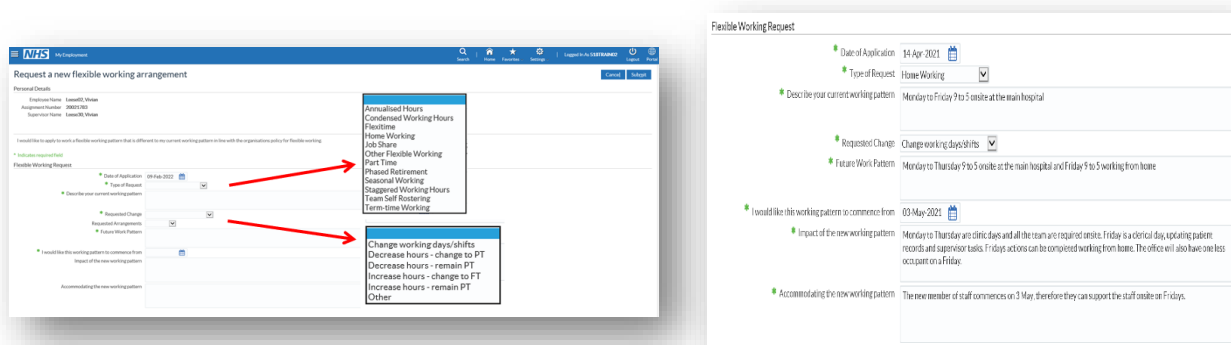 NHS My Employment
Search Home Favorites Settings Logged In As 518TRAIN02 Logout Portal
Request a new flexible working arrangement
Cancel Submit
Personal Details
Employee Name Loose02, Vivian
Assignment Number 20021783
Supervisor Name Loose30, Vivian
I would like to apply to work a flexible working pattern that is different to my current working pattern in line with the organisations policy for flexible working.
* Indicates required field
Flexible Working Request
* Date of Application 09-Feb-2022
* Type of Request
* Describe your current working pattern
* Requested Change
Requested Arrangements
* Future Work Pattern
* I would like this working pattern to commence from
Impact of the new working pattern
Accommodating the new working pattern
Annualised Hours
Condensed Working Hours
Flexitime
Home Working
Job Share
Other Flexible Working
Part Time
Phased Retirement
Seasonal Working
Staggered Working Hours
Team Self Rostering
Term-time Working
Change working days/shifts
Decrease hours - change to PT
Decrease hours - remain PT
Increase hours - change to FT
Increase hours - remain PT
Other
Flexible Working Request
* Date of Application 14-Apr-2021
* Type of Request Home Working
* Describe your current working pattern Monday to Friday 9 to 5 onsite at the main hospital
* Requested Change Change working days/shifts
* Future Work Pattern Monday to Thursday 9 to 5 onsite at the main hospital and Friday 9 to 5 working from home
* I would like this working pattern to commence from 03-May-2021
* Impact of the new working pattern Monday to Thursday are clinic days and all the team are required onsite. Friday is a clerical day, updating patient
records and supervisor tasks. Fridays actions can be completed working from home. The office will also have one less
occupant on a Friday.
* Accommodating the new working pattern The new member of staff commences on 3 May, therefore they can support the staff onsite on Fridays.